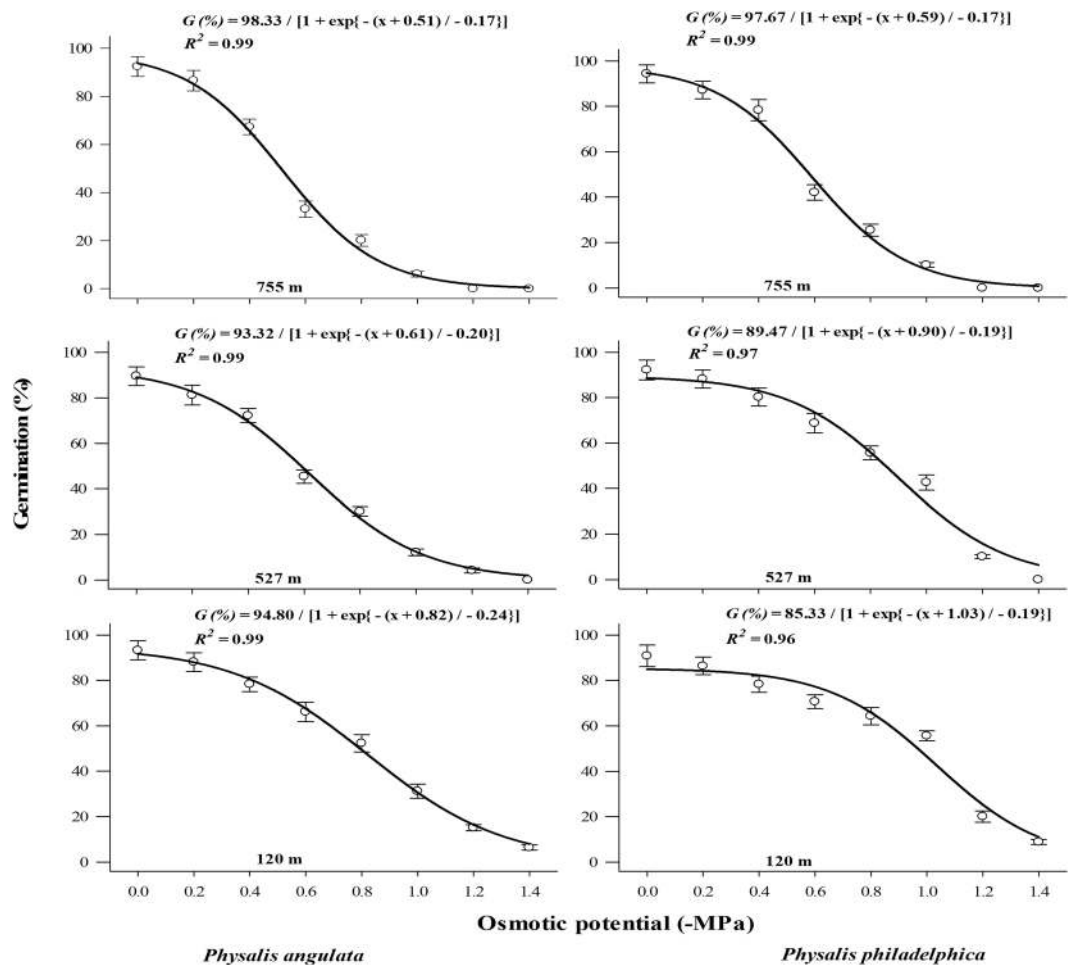 G (%) = 98.33 / [1 + exp{ - (x + 0.51) / - 0.17}]
R² = 0.99
100
80
60
40
20
0
755 m
G (%) = 97.67 / [1 + exp{ - (x + 0.59) / - 0.17}]
R² = 0.99
100
80
60
40
20
0
755 m
G (%) = 93.32 / [1 + exp{ - (x + 0.61) / - 0.20}]
R² = 0.99
100
80
60
40
20
0
527 m
G (%) = 89.47 / [1 + exp{ - (x + 0.90) / - 0.19}]
R² = 0.97
100
80
60
40
20
0
527 m
Germination (%)
G (%) = 94.80 / [1 + exp{ - (x + 0.82) / - 0.24}]
R² = 0.99
100
80
60
40
20
0
120 m
0.0 0.2 0.4 0.6 0.8 1.0 1.2 1.4
G (%) = 85.33 / [1 + exp{ - (x + 1.03) / - 0.19}]
R² = 0.96
100
80
60
40
20
0
120 m
0.0 0.2 0.4 0.6 0.8 1.0 1.2 1.4
Osmotic potential (-MPa)
Physalis angulata
Physalis philadelphica